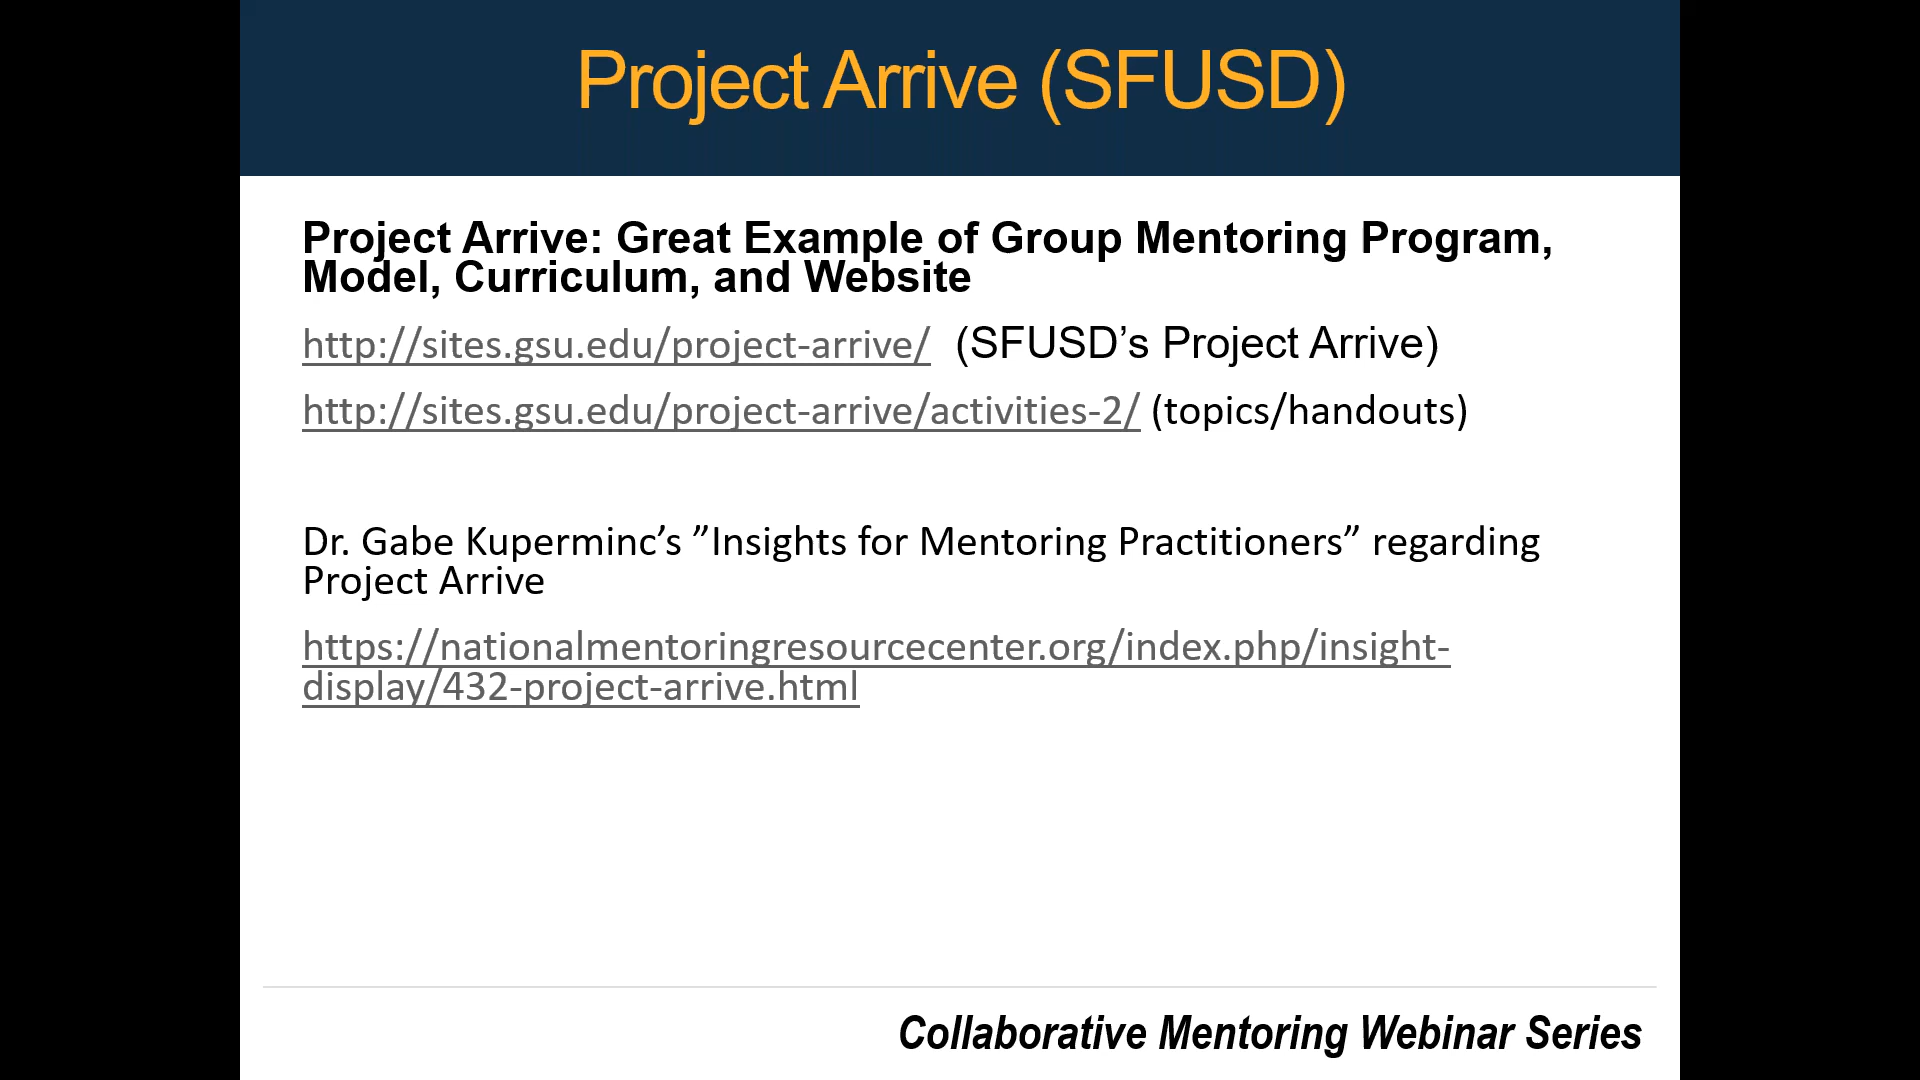 Project Arrive (SFUSD)
Project Arrive: Great Example of Group Mentoring Program,
Model, Curriculum, and Website
http://sites.gsu.edu/project-arrive/ (SFUSD’s Project Arrive)
http://sites.gsu.edu/project-arrive/activities-2/ (topics/handouts)
Dr. Gabe Kuperminc’s ”Insights for Mentoring Practitioners” regarding
Project Arrive
https://nationalmentoringresourcecenter.org/index.php/insight-
display/432-project-arrive.html
Collaborative Mentoring Webinar Series